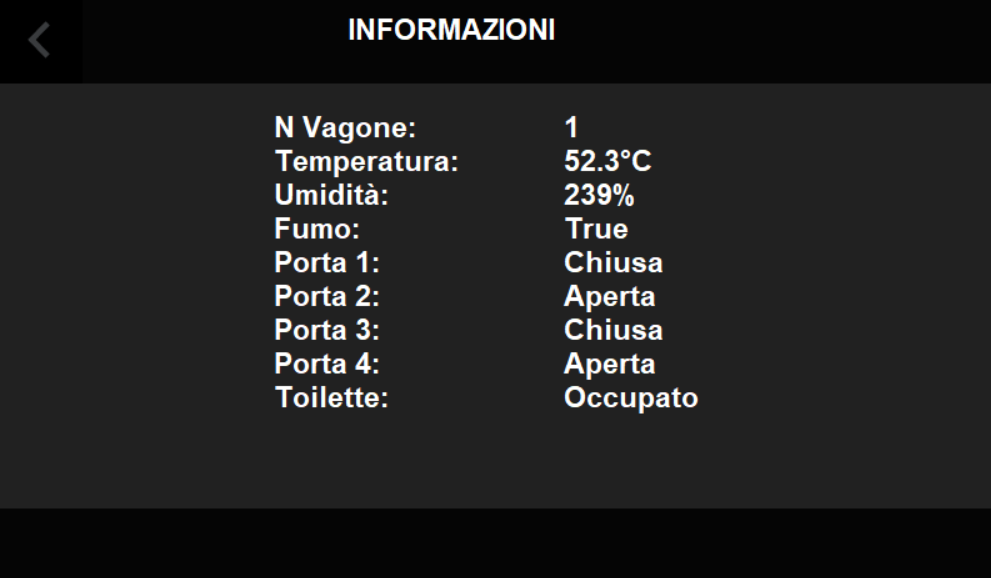 INFORMAZIONI
N Vagone: 1
Temperatura: 52.3°C
Umidità: 239%
Fumo: True
Porta 1: Chiusa
Porta 2: Aperta
Porta 3: Chiusa
Porta 4: Aperta
Toilette: Occupato